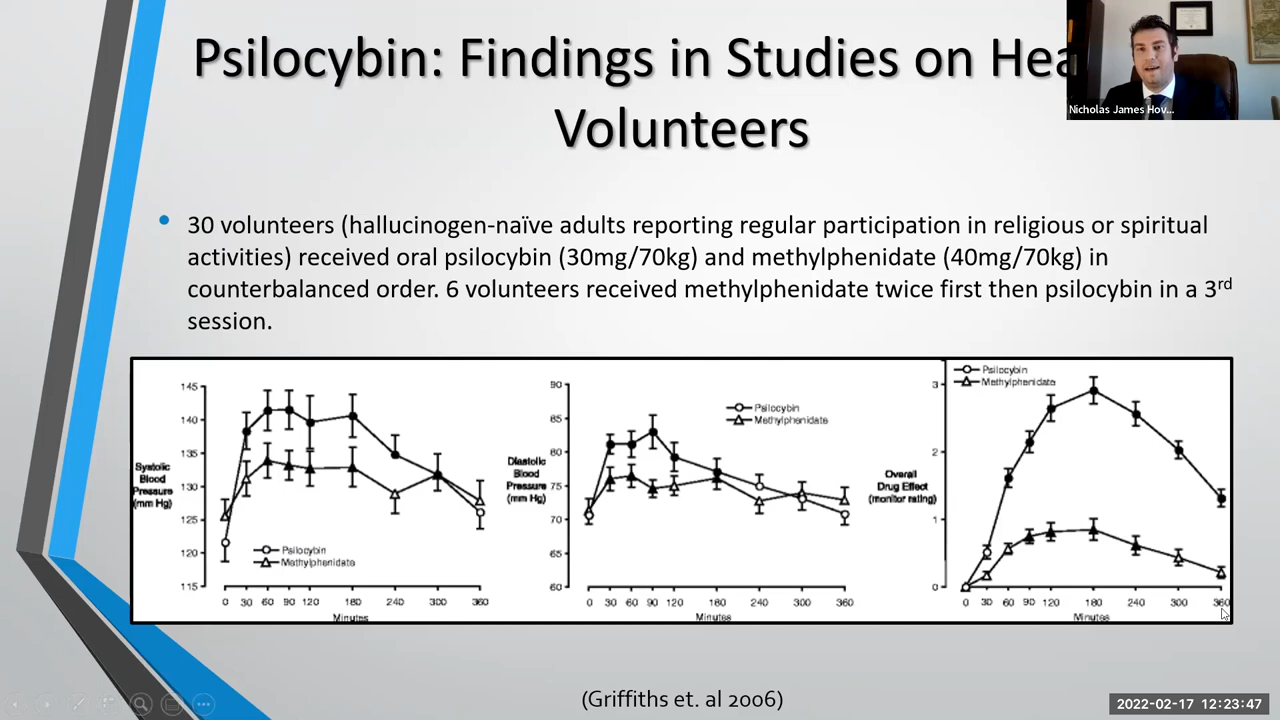 Psilocybin: Findings in Studies on Hea
Volunteers
Nicholas James Hov...
• 30 volunteers (hallucinogen-naïve adults reporting regular participation in religious or spiritual
activities) received oral psilocybin (30mg/70kg) and methylphenidate (40mg/70kg) in
counterbalanced order. 6 volunteers received methylphenidate twice first then psilocybin in a 3rd
session.
145
140
135
130
125
120
115
Systolic
Blood
Pressure
(mm Hg)
Psilocybin
Methylphenidate
0 30 60 90 120 180 240 300 360
Minutes
90
85
80
75
70
65
60
Diastolic
Blood
Pressure
(mm Hg)
Psilocybin
Methylphenidate
0 30 60 90 120 180 240 300 360
Minutes
3
2
1
0
Overall
Drug Effect
(monitor rating)
Psilocybin
Methylphenidate
0 30 60 90 120 180 240 300 360
Minutes
(Griffiths et. al 2006)
2022-02-17 12:23:47